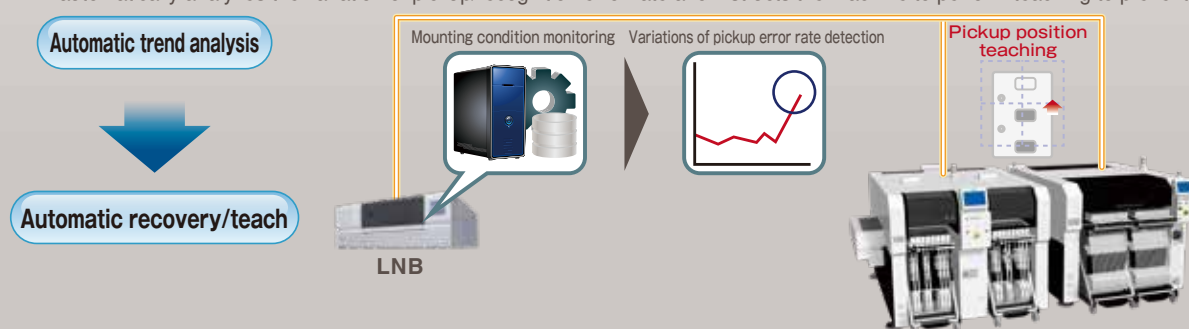 Automatic trend analysis
Mounting condition monitoring
Variations of pickup error rate detection
Pickup position
teaching
Automatic recovery/teach
LNB